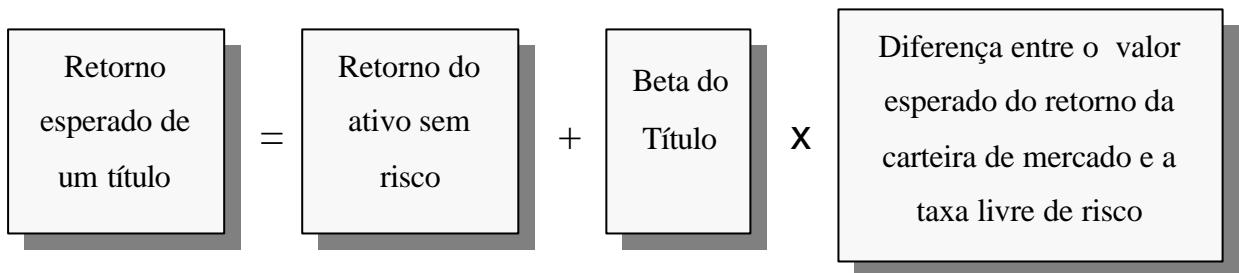 Retorno
esperado de
um título
=
Retorno do
ativo sem
risco
+
Beta do
Título
x
Diferença entre o valor
esperado do retorno da
carteira de mercado e a
taxa livre de risco